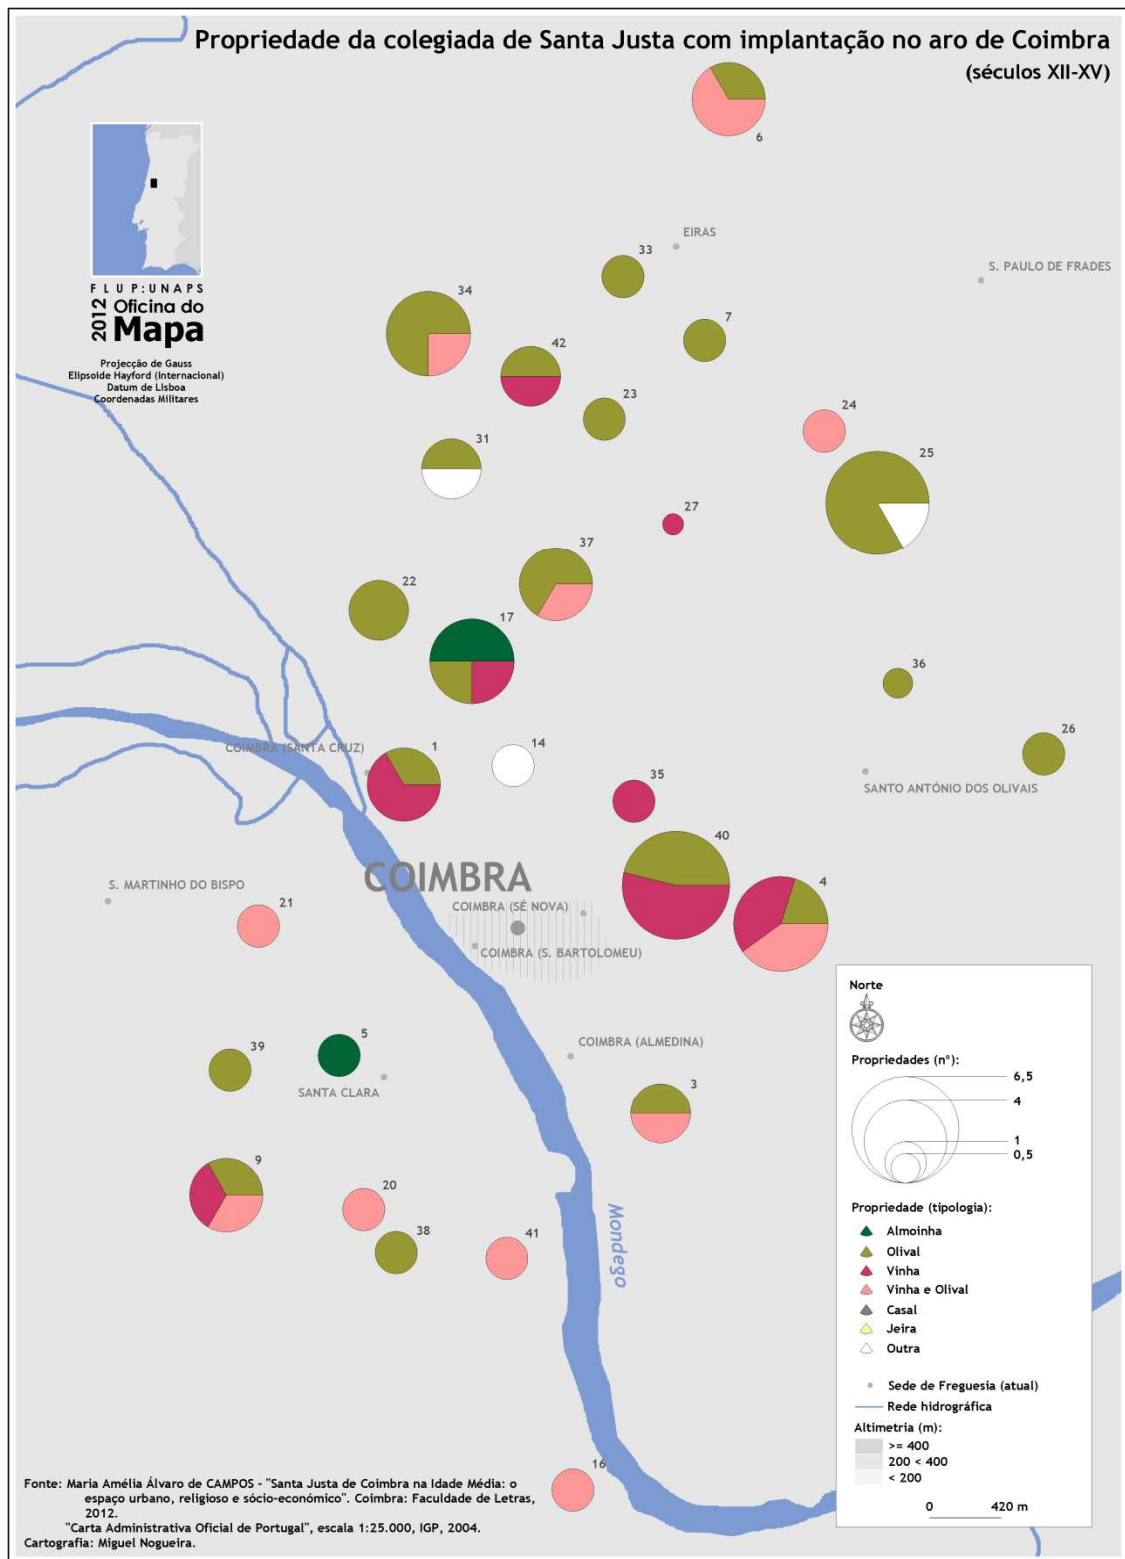 Propriedade da colegiada de Santa Justa com implantação no aro de Coimbra
(séculos XII-XV)
6
EIRAS
33
S. PAULO DE FRADES
F L U P : U N A P S
2012 Oficina do
Mapa
Projecção de Gauss
Elipsoide Hayford (Internacional)
Datum de Lisboa
Coordenadas Militares
34
7
42
23
24
31
25
27
37
22
17
36
26
COIMBRA (SANTA CRUZ)
1
14
35
SANTO ANTÓNIO DOS OLIVAIS
40
COIMBRA
4
S. MARTINHO DO BISPO
21
COIMBRA (SÉ NOVA)
COIMBRA (S. BARTOLOMEU)
5
39
SANTA CLARA
COIMBRA (ALMEDINA)
3
9
20
38
41
Mondego
16
Norte
Propriedades (nº):
6,5
4
1
0,5
Propriedade (tipologia):
Almoinha
Olival
Vinha
Vinha e Olival
Casal
Jeira
Outra
Sede de Freguesia (atual)
Rede hidrográfica
Altimetria (m):
>= 400
200 < 400
< 200
0 420 m
Fonte: Maria Amélia Álvaro de CAMPOS - "Santa Justa de Coimbra na Idade Média: o
espaço urbano, religioso e sócio-económico". Coimbra: Faculdade de Letras,
2012.
"Carta Administrativa Oficial de Portugal", escala 1:25.000, IGP, 2004.
Cartografia: Miguel Nogueira.